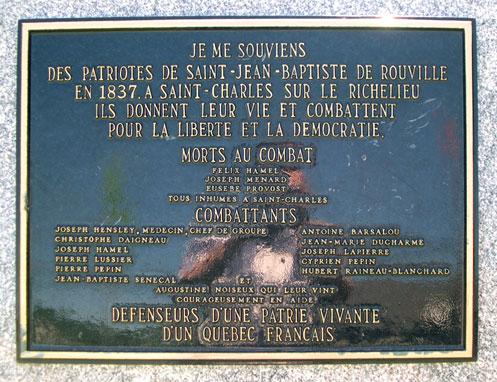 JE ME SOUVIENS
DES PATRIOTES DE SAINT-JEAN-BAPTISTE DE ROUVILLE
EN 1837. A SAINT-CHARLES SUR LE RICHELIEU
ILS DONNENT LEUR VIE ET COMBATTENT
POUR LA LIBERTE ET LA DEMOCRATIE.
MORTS AU COMBAT
FELIX HAMEL
JOSEPH MENARD
EUSEBE PROVOST
TOUS INHUMES A SAINT-CHARLES
COMBATTANTS
JOSEPH HENSLEY, MEDECIN, CHEF DE GROUPE
CHRISTOPHE DAIGNEAU
JOSEPH HAMEL
PIERRE LUSSIER
PIERRE PEPIN
JEAN-BAPTISTE SENECAL
ANTOINE BARSALOU
JEAN-MARIE DUCHARME
JOSEPH LAPIERRE
CYPRIEN PEPIN
HUBERT RAINEAU-BLANCHARD
ET
AUGUSTINE NOISEUX QUI LEUR VINT
COURAGEUSEMENT EN AIDE.
DEFENSEURS D'UNE PATRIE VIVANTE
D'UN QUEBEC FRANCAIS